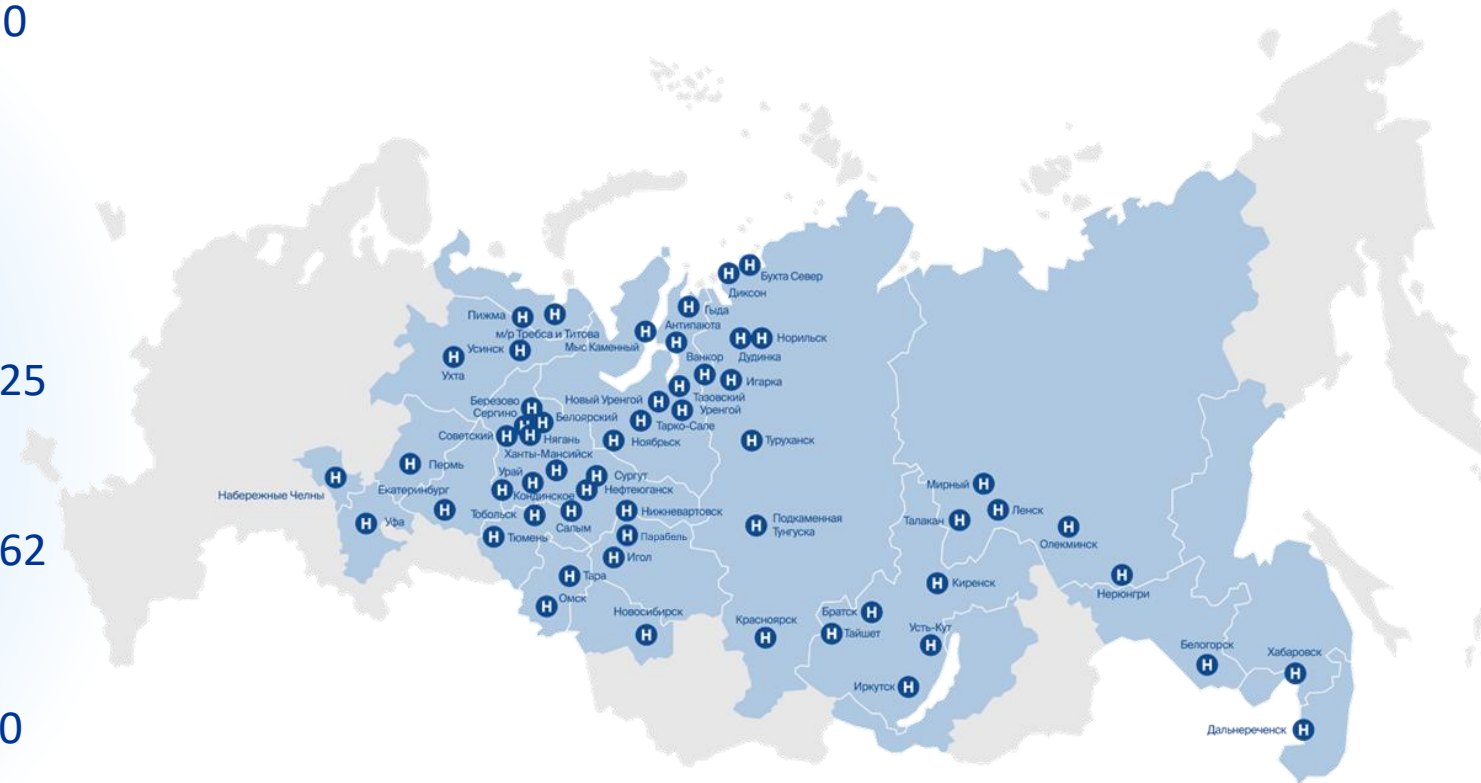 0
25
62
0
Бухта Север
Диксон
Гыда
Пижма
м/р Требса и Титова
Антипаюта
Мыс Каменный
Норильск
Дудинка
Усинск
Ухта
Ванкор
Игарка
Тазовский
Новый Уренгой
Уренгой
Березово
Сергино
Белоярский
Тарко-Сале
Советский
Нягань
Ноябрьск
Туруханск
Ханты-Мансийск
Пермь
Урай
Сургут
Набережные Челны
Екатеринбург
Кондинское
Нефтеюганск
Мирный
Уфа
Тобольск
Салым
Нижневартовск
Ленск
Талакан
Подкаменная
Тунгуска
Тюмень
Парабель
Олекминск
Игол
Тара
Киренск
Нерюнгри
Омск
Новосибирск
Красноярск
Братск
Тайшет
Усть-Кут
Белогорск
Хабаровск
Иркутск
Дальнереченск